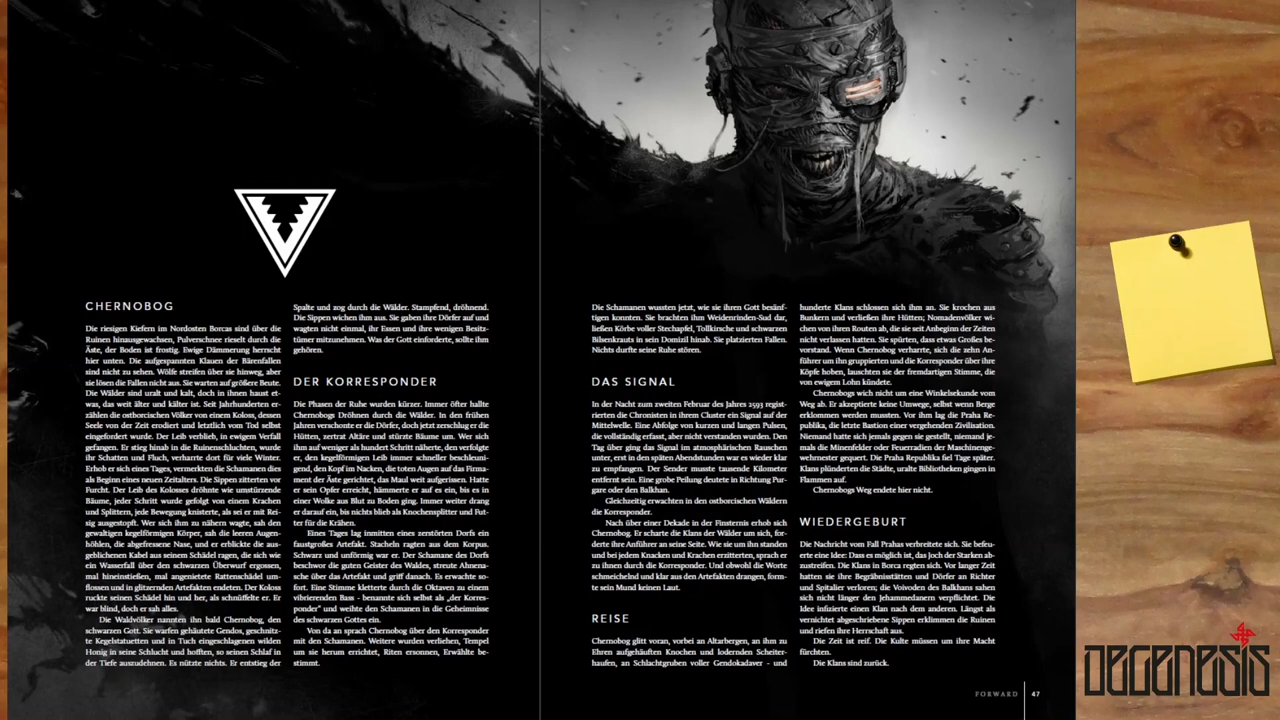 CHERNOBOG
Die riesigen Kiefern im Nordosten Borcas sind über die
Ruinen hinausgewachsen, Pulverschnee rieselt durch die
Äste, der Boden ist frostig. Ewige Dämmerung herrscht
hier unten. Die aufgespannten Klauen der Bärenfallen
sind nicht zu sehen. Wölfe streifen über sie hinweg, aber
sie lösen die Fallen nicht aus. Sie warten auf größere Beute.
Die Wälder sind uralt und kalt, doch in ihnen haust et-
was, das weit älter und kälter ist. Seit Jahrhunderten er-
zählen die ostborcischen Völker von einem Koloss, dessen
Seele von der Zeit erodiert und letztlich vom Tod selbst
eingefordert wurde. Der Leib verblieb, in ewigem Verfall
gefangen. Er stieg hinab in die Ruinenschluchten, wurde
ihr Schatten und Fluch, verharrte dort für viele Winter.
Erhob er sich eines Tages, vermerkten die Schamanen dies
als Beginn eines neuen Zeitalters. Die Sippen zitterten vor
Furcht. Der Leib des Kolosses dröhnte wie umstürzende
Bäume, jeder Schritt wurde gefolgt von einem Krachen
und Splittern, jede Bewegung knisterte, als sei er mit Rei-
sig ausgestopft. Wer sich ihm zu nähern wagte, sah den
gewaltigen kegelförmigen Körper, sah die leeren Augen-
höhlen, die abgefressene Nase, und er erblickte die aus-
geblichenen Kabel aus seinem Schädel ragen, die sich wie
ein Wasserfall über den schwarzen Überwurf ergossen,
mal hineinstießen, mal angenietete Rattenschädel um-
flossen und in glitzernden Artefakten endeten. Der Koloss
ruckte seinen Schädel hin und her, als schnüffelte er. Er
war blind, doch er sah alles.
Die Waldvölker nannten ihn bald Chernobog, den
schwarzen Gott. Sie warfen gehäutete Gendos, geschnitz-
te Kegelstatuetten und in Tuch eingeschlagenen wilden
Honig in seine Schlucht und hofften, so seinen Schlaf in
der Tiefe auszudehnen. Es nützte nichts. Er entstieg der
Spalte und zog durch die Wälder. Stampfend, dröhnend.
Die Sippen wichen ihm aus. Sie gaben ihre Dörfer auf und
wagten nicht einmal, ihr Essen und ihre wenigen Besitz-
tümer mitzunehmen. Was der Gott einforderte, sollte ihm
gehören.
DER KORRESPONDER
Die Phasen der Ruhe wurden kürzer. Immer öfter hallte
Chernobogs Dröhnen durch die Wälder. In den frühen
Jahren verschonte er die Dörfer, doch jetzt zerschlug er die
Hütten, zertrat Altäre und stürzte Bäume um. Wer sich
ihm auf weniger als hundert Schritt näherte, den verfolgte
er, den kegelförmigen Leib immer schneller beschleuni-
gend, den Kopf im Nacken, die toten Augen auf das Firma-
ment der Äste gerichtet, das Maul weit aufgerissen. Hatte
er sein Opfer erreicht, hämmerte er auf es ein, bis es in
einer Wolke aus Blut zu Boden ging. Immer weiter drang
er darauf ein, bis nichts blieb als Knochensplitter und Fut-
ter für die Krähen.
Eines Tages lag inmitten eines zerstörten Dorfs ein
faustgroßes Artefakt. Stacheln ragten aus dem Korpus.
Schwarz und unförmig war er. Der Schamane des Dorfs
beschwor die guten Geister des Waldes, streute Ahnena-
sche über das Artefakt und griff danach. Es erwachte so-
fort. Eine Stimme kletterte durch die Oktaven zu einem
vibrierenden Bass - benannte sich selbst als „der Korres-
ponder“ und weihte den Schamanen in die Geheimnisse
des schwarzen Gottes ein.
Von da an sprach Chernobog über den Korresponder
mit den Schamanen. Weitere wurden verliehen, Tempel
um sie herum errichtet, Riten ersonnen, Erwählte be-
stimmt.
Die Schamanen wussten jetzt, wie sie ihren Gott besänf-
tigen konnten. Sie brachten ihm Weidenrinden-Sud dar,
ließen Körbe voller Stechapfel, Tollkirsche und schwarzen
Bilsenkrauts in sein Domizil hinab. Sie platzierten Fallen.
Nichts durfte seine Ruhe stören.
DAS SIGNAL
In der Nacht zum zweiten Februar des Jahres 2593 regist-
rierten die Chronisten in ihrem Cluster ein Signal auf der
Mittelwelle. Eine Abfolge von kurzen und langen Pulsen,
die vollständig erfasst, aber nicht verstanden wurden. Den
Tag über ging das Signal im atmosphärischen Rauschen
unter, erst in den späten Abendstunden war es wieder klar
zu empfangen. Der Sender musste tausende Kilometer
entfernt sein. Eine grobe Peilung deutete in Richtung Pur-
gare oder den Balkhan.
Gleichzeitig erwachten in den ostborcischen Wäldern
die Korresponder.
Nach über einer Dekade in der Finsternis erhob sich
Chernobog. Er scharte die Klans der Wälder um sich, for-
derte ihre Anführer an seine Seite. Wie sie um ihn standen
und bei jedem Knacken und Krachen erzitterten, sprach er
zu ihnen durch die Korresponder. Und obwohl die Worte
schmeichelnd und klar aus den Artefakten drangen, form-
te sein Mund keinen Laut.
REISE
Chernobog glitt voran, vorbei an Altarbergen, an ihm zu
Ehren aufgehäuften Knochen und lodernden Scheiter-
haufen, an Schlachtgruben voller Gendokadaver - und
hunderte Klans schlossen sich ihm an. Sie krochen aus
Bunkern und verließen ihre Hütten; Nomadenvölker wi-
chen von ihren Routen ab, die sie seit Anbeginn der Zeiten
nicht verlassen hatten. Sie spürten, dass etwas Großes be-
vorstand. Wenn Chernobog verharrte, sich die zehn An-
führer um ihn gruppierten und die Korresponder über ihre
Köpfe hoben, lauschten sie der fremdartigen Stimme, die
von ewigem Lohn kündete.
Chernobogs wich nicht um eine Winkelsekunde vom
Weg ab. Er akzeptierte keine Umwege, selbst wenn Berge
erklommen werden mussten. Vor ihm lag die Praha Re-
publika, die letzte Bastion einer vergehenden Zivilisation.
Niemand hatte sich jemals gegen sie gestellt, niemand je-
mals die Minenfelder oder Feuerradien der Maschinenge-
wehrmester gequert. Die Praha Republika fiel Tage später.
Klans plünderten die Städte, uralte Bibliotheken gingen in
Flammen auf.
Chernobogs Weg endete hier nicht.
WIEDERGEBURT
Die Nachricht vom Fall Prahas verbreitete sich. Sie befeu-
erte eine Idee: Dass es möglich ist, das Joch der Starken ab-
zustreifen. Die Klans in Borca regten sich. Vor langer Zeit
hatten sie ihre Begräbnisstätten und Dörfer an Richter
und Spitalier verloren; die Voivoden des Balkhans sahen
sich nicht länger den Jehammedanern verpflichtet. Die
Idee infizierte einen Klan nach dem anderen. Längst als
vernichtet abgeschriebene Sippen erklimmen die Ruinen
und riefen ihre Herrschaft aus.
Die Zeit ist reif. Die Kulte müssen um ihre Macht
fürchten.
Die Klans sind zurück.
FORWARD 47
DEGENESIS